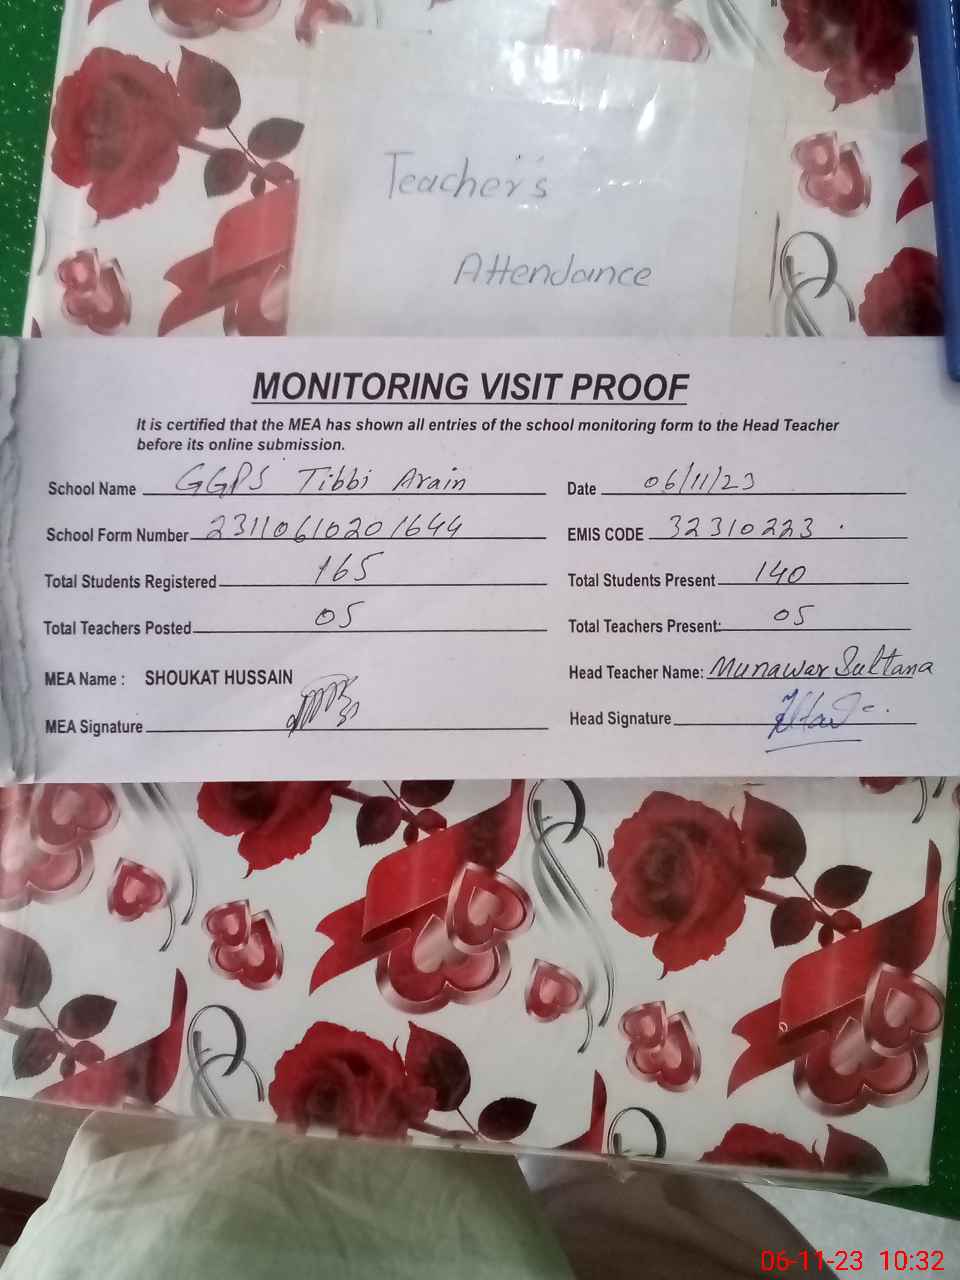 Teacher's
Attendance
MONITORING VISIT PROOF
It is certified that the MEA has shown all entries of the school monitoring form to the Head Teacher
before its online submission.
School Name GGPS Tibbi Arain Date 06/11/23
School Form Number 23110610201644 EMIS CODE 32310223
Total Students Registered 165 Total Students Present 140
Total Teachers Posted 05 Total Teachers Present: 05
MEA Name : SHOUKAT HUSSAIN Head Teacher Name: Munawar Sultana
MEA Signature Head Signature
06-11-23 10:32